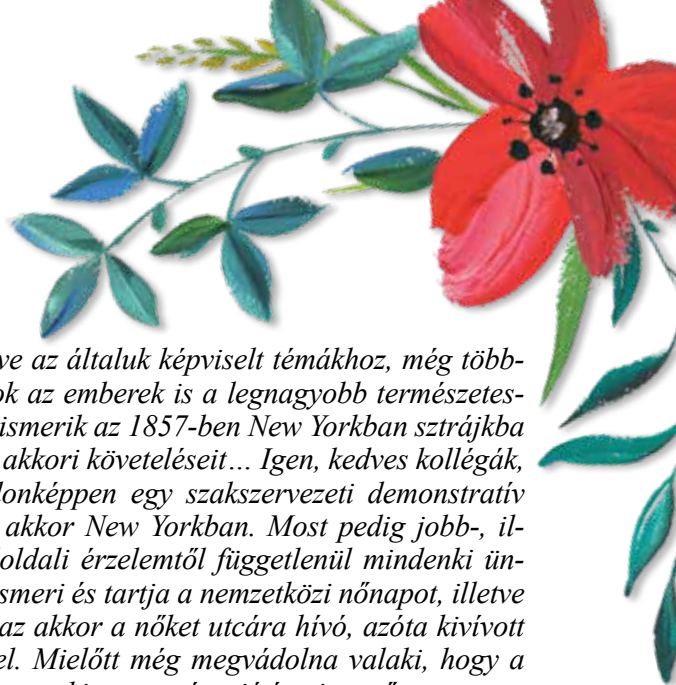 ve az általuk képviselt témákhoz, még több-
ok az emberek is a legnagyobb természetes-
ismerik az 1857-ben New Yorkban sztrájkba
akkori követeléseit… Igen, kedves kollégák,
lonképpen egy szakszervezeti demonstratív
akkor New Yorkban. Most pedig jobb-, il-
oldali érzelemtől függetlenül mindenki ün-
smeri és tartja a nemzetközi nőnapot, illetve
az akkor a nőket utcára hívó, azóta kivívott
el. Mielőtt még megvádolna valaki, hogy a